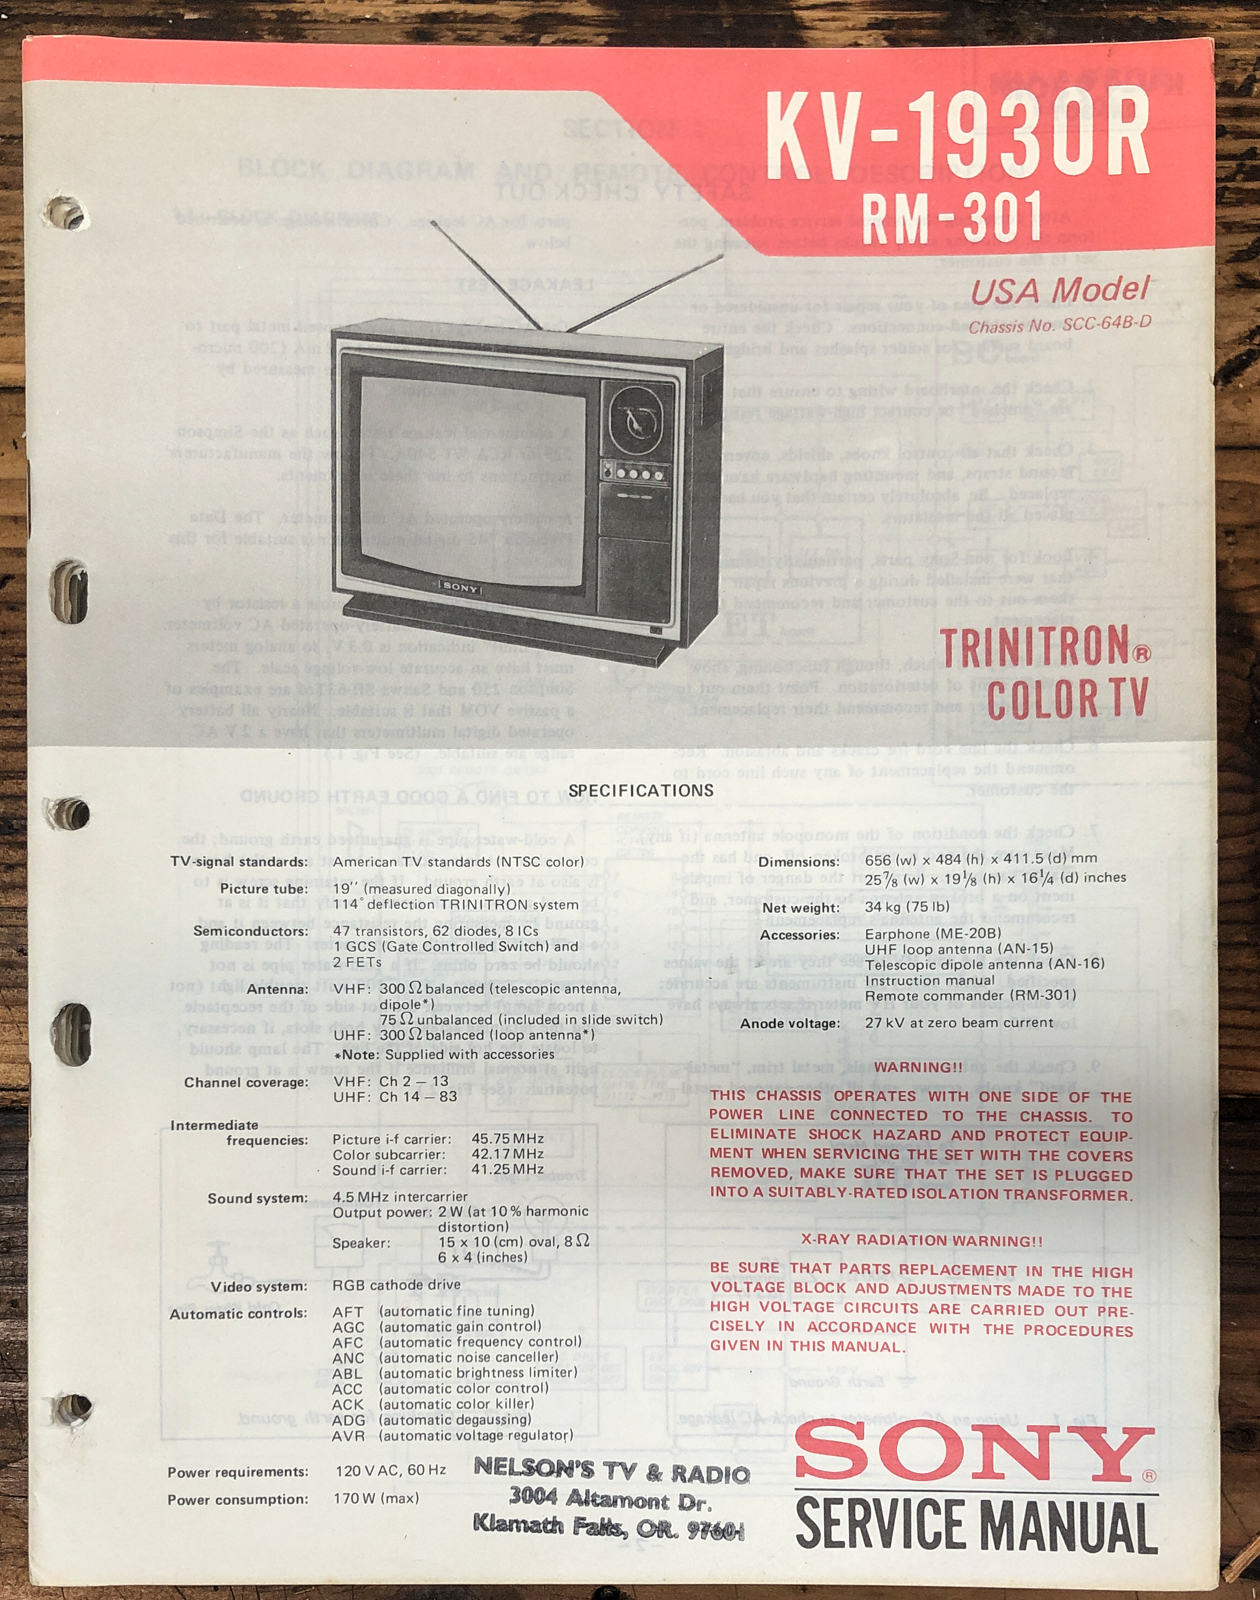 KV-1930R
RM-301
USA Model
Chassis No. SCC-64B-D
SONY
TRINITRON®
COLOR TV
SPECIFICATIONS
TV-signal standards: American TV standards (NTSC color)
Picture tube: 19″ (measured diagonally)
114° deflection TRINITRON system
Semiconductors: 47 transistors, 62 diodes, 8 ICs
1 GCS (Gate Controlled Switch) and
2 FETs
Antenna: VHF: 300 Ω balanced (telescopic antenna,
dipole*)
75 Ω unbalanced (included in slide switch)
UHF: 300 Ω balanced (loop antenna*)
*Note: Supplied with accessories
Channel coverage: VHF: Ch 2 – 13
UHF: Ch 14 – 83
Intermediate
frequencies: Picture i-f carrier: 45.75 MHz
Color subcarrier: 42.17 MHz
Sound i-f carrier: 41.25 MHz
Sound system: 4.5 MHz intercarrier
Output power: 2 W (at 10 % harmonic
distortion)
Speaker: 15 x 10 (cm) oval, 8 Ω
6 x 4 (inches)
Video system: RGB cathode drive
Automatic controls: AFT (automatic fine tuning)
AGC (automatic gain control)
AFC (automatic frequency control)
ANC (automatic noise canceller)
ABL (automatic brightness limiter)
ACC (automatic color control)
ACK (automatic color killer)
ADG (automatic degaussing)
AVR (automatic voltage regulator)
Power requirements: 120 V AC, 60 Hz
Power consumption: 170 W (max)
Dimensions: 656 (w) x 484 (h) x 411.5 (d) mm
25⅞ (w) x 19⅛ (h) x 16¼ (d) inches
Net weight: 34 kg (75 lb)
Accessories: Earphone (ME-20B)
UHF loop antenna (AN-15)
Telescopic dipole antenna (AN-16)
Instruction manual
Remote commander (RM-301)
Anode voltage: 27 kV at zero beam current
WARNING!!
THIS CHASSIS OPERATES WITH ONE SIDE OF THE
POWER LINE CONNECTED TO THE CHASSIS. TO
ELIMINATE SHOCK HAZARD AND PROTECT EQUIP-
MENT WHEN SERVICING THE SET WITH THE COVERS
REMOVED, MAKE SURE THAT THE SET IS PLUGGED
INTO A SUITABLY-RATED ISOLATION TRANSFORMER.
X-RAY RADIATION WARNING!!
BE SURE THAT PARTS REPLACEMENT IN THE HIGH
VOLTAGE BLOCK AND ADJUSTMENTS MADE TO THE
HIGH VOLTAGE CIRCUITS ARE CARRIED OUT PRE-
CISELY IN ACCORDANCE WITH THE PROCEDURES
GIVEN IN THIS MANUAL.
NELSON'S TV & RADIO
3004 Altamont Dr.
Klamath Falls, OR. 97601
SONY®
SERVICE MANUAL